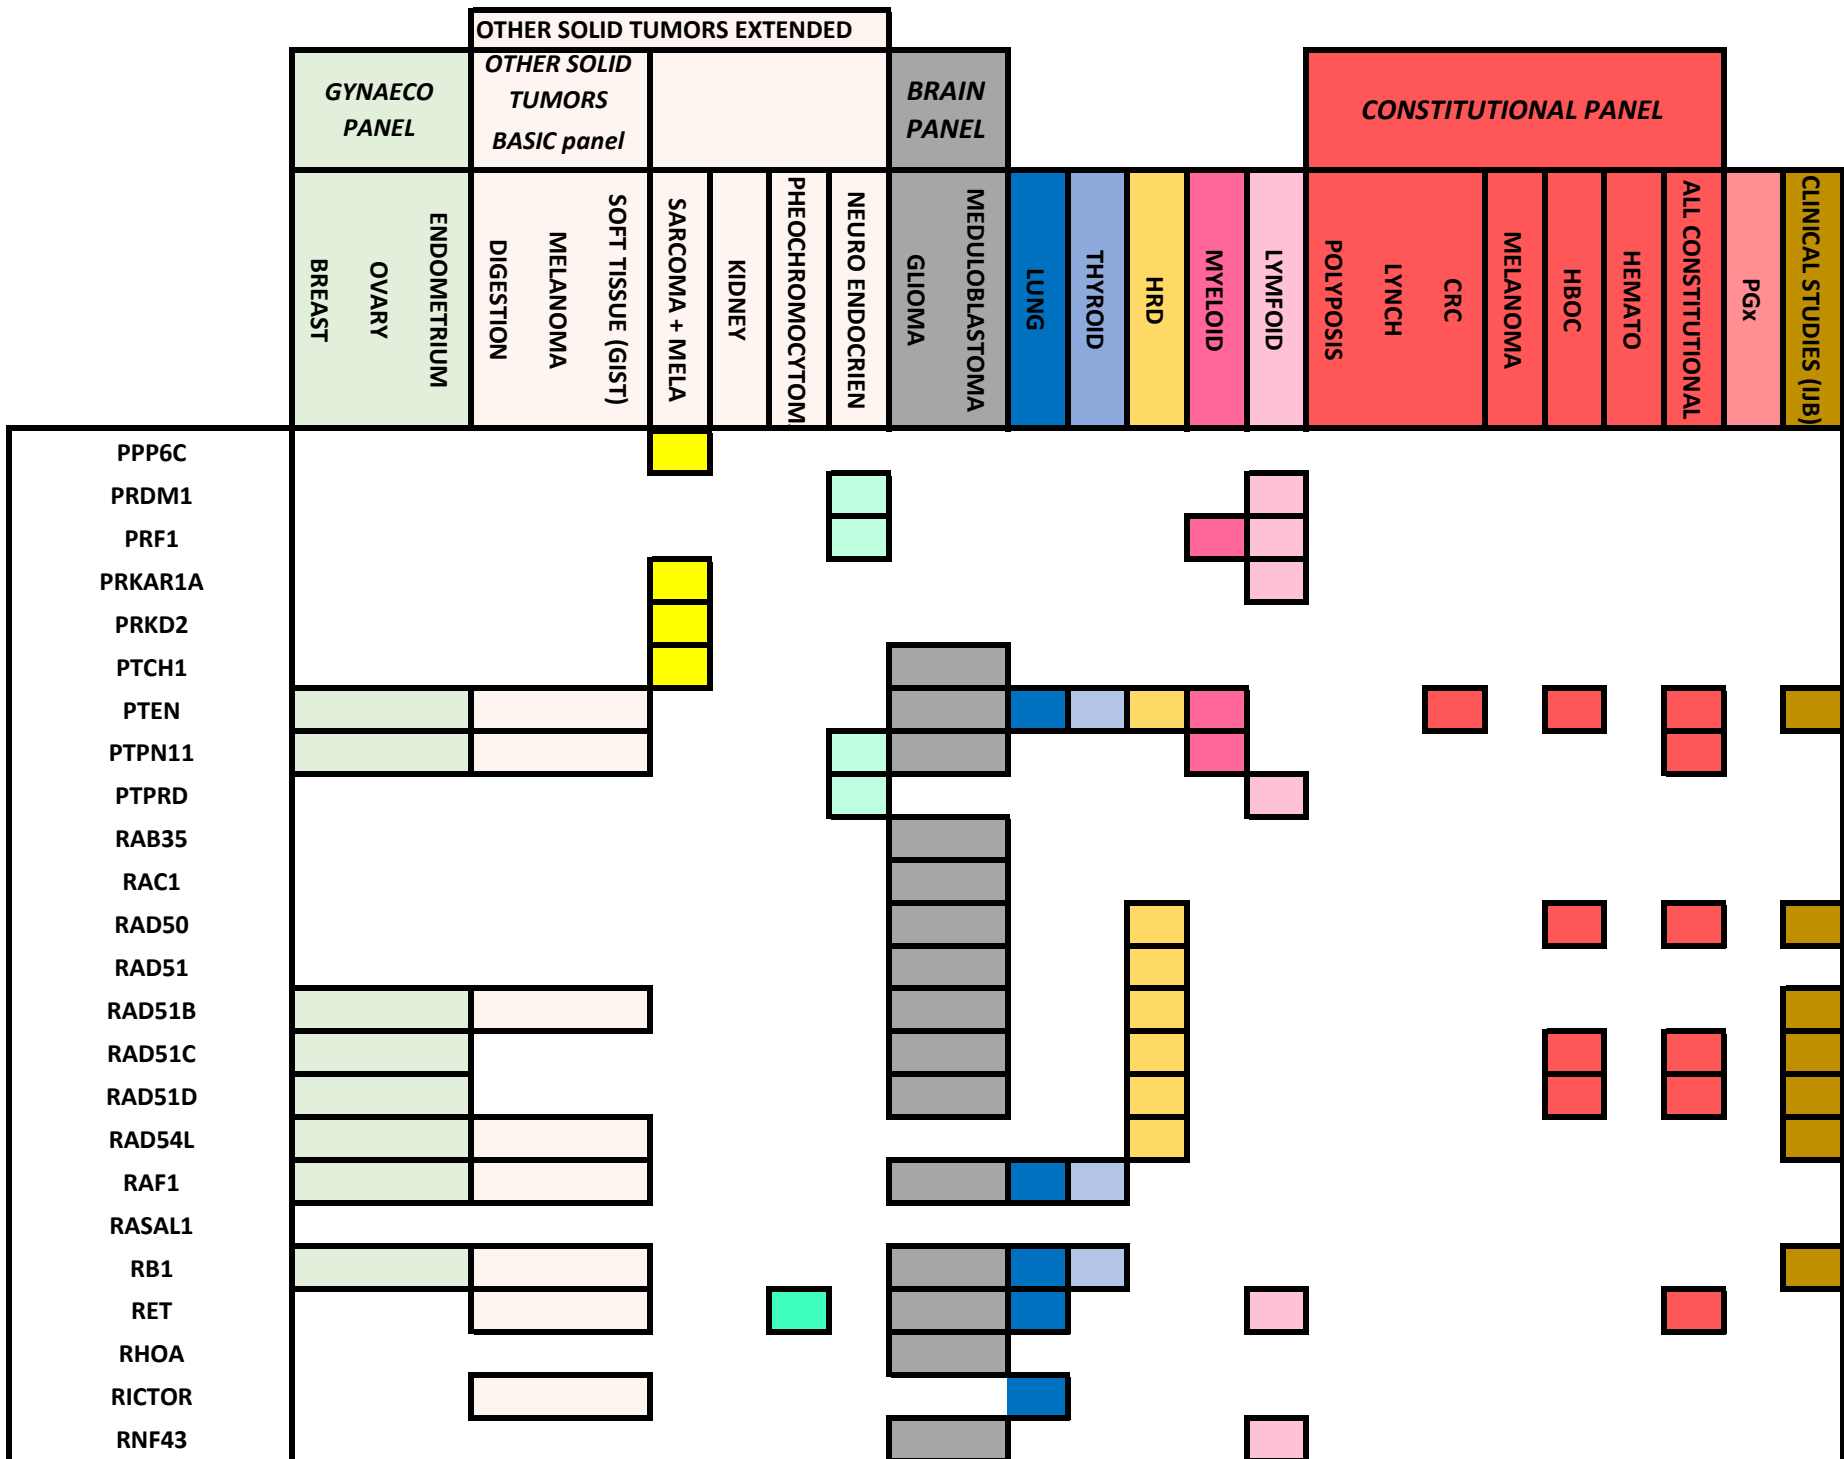 OTHER SOLID TUMORS EXTENDED
GYNAECO
PANEL
OTHER SOLID
TUMORS
BASIC panel
BRAIN
PANEL
CONSTITUTIONAL PANEL
BREAST
OVARY
ENDOMETRIUM
DIGESTION
MELANOMA
SOFT TISSUE (GIST)
SARCOMA + MELA
KIDNEY
PHEOCHROMOCYTOM
NEURO ENDOCRIEN
GLIOMA
MEDULOBLASTOMA
LUNG
THYROID
HRD
MYELOID
LYMFOID
POLYPOSIS
LYNCH
CRC
MELANOMA
HBOC
HEMATO
ALL CONSTITUTIONAL
PGx
CLINICAL STUDIES (IJB)
PPP6C
PRDM1
PRF1
PRKAR1A
PRKD2
PTCH1
PTEN
PTPN11
PTPRD
RAB35
RAC1
RAD50
RAD51
RAD51B
RAD51C
RAD51D
RAD54L
RAF1
RASAL1
RB1
RET
RHOA
RICTOR
RNF43